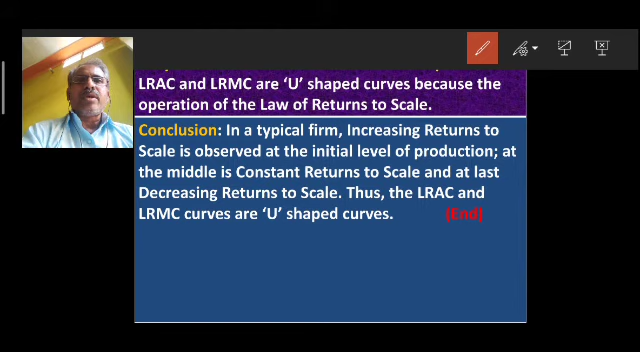 LRAC and LRMC are ‘U’ shaped curves because the
operation of the Law of Returns to Scale.
Conclusion: In a typical firm, Increasing Returns to
Scale is observed at the initial level of production; at
the middle is Constant Returns to Scale and at last
Decreasing Returns to Scale. Thus, the LRAC and
LRMC curves are ‘U’ shaped curves. (End)